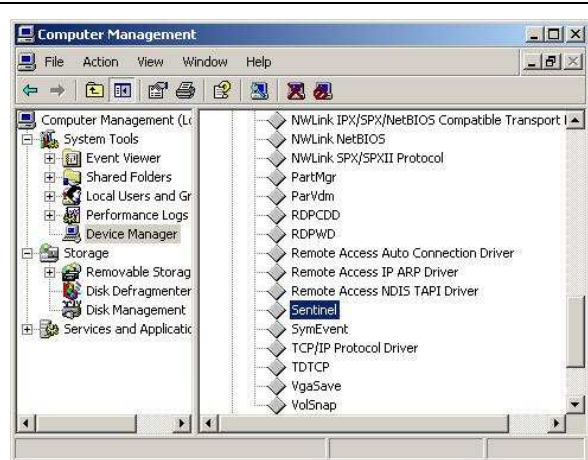 Computer Management
File Action View Window Help
Computer Management (Lo
System Tools
Event Viewer
Shared Folders
Local Users and Gr
Performance Logs
Device Manager
Storage
Removable Storag
Disk Defragmenter
Disk Management
Services and Applicatic
NWLink IPX/SPX/NetBIOS Compatible Transport
NWLink NetBIOS
NWLink SPX/SPXII Protocol
PartMgr
ParVdm
RDPCDD
RDPWD
Remote Access Auto Connection Driver
Remote Access IP ARP Driver
Remote Access NDIS TAPI Driver
Sentinel
SymEvent
TCP/IP Protocol Driver
TDTCP
VgaSave
VolSnap